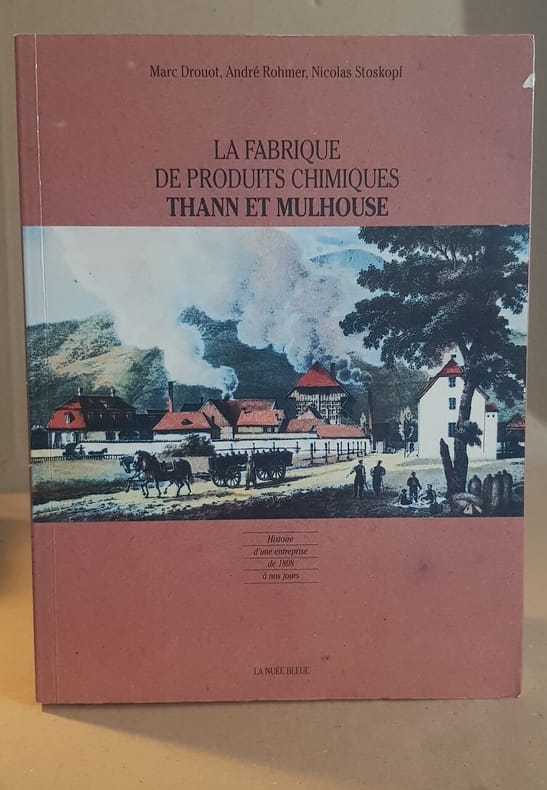 Marc Drouot, André Rohmer, Nicolas Stoskopf
LA FABRIQUE
DE PRODUITS CHIMIQUES
THANN ET MULHOUSE
Histoire
d'une entreprise
de 1808
à nos jours
LA NUÉE BLEUE